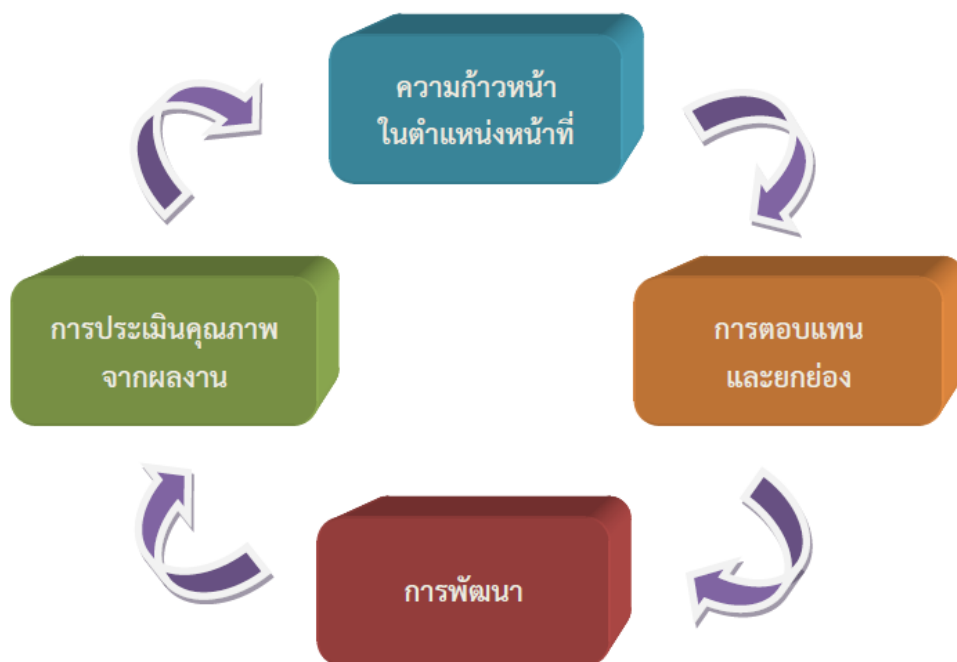 ความก้าวหน้า
ในตำแหน่งหน้าที่
การประเมินคุณภาพ
จากผลงาน
การตอบแทน
และยกย่อง
การพัฒนา